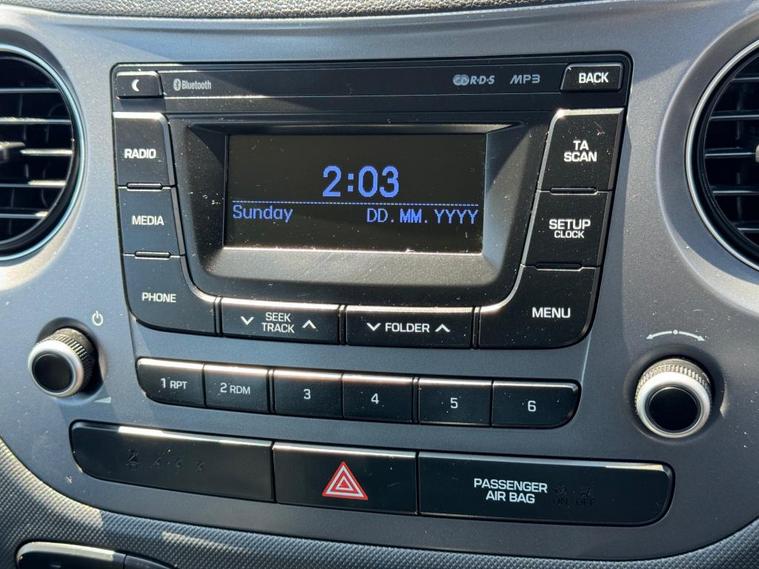 Bluetooth R·D·S MP3 BACK
RADIO
2:03
TA
SCAN
Sunday DD.MM.YYYY
MEDIA
SETUP
CLOCK
PHONE
SEEK
TRACK
FOLDER
MENU
1 RPT 2 RDM 3 4 5 6
PASSENGER
AIR BAG